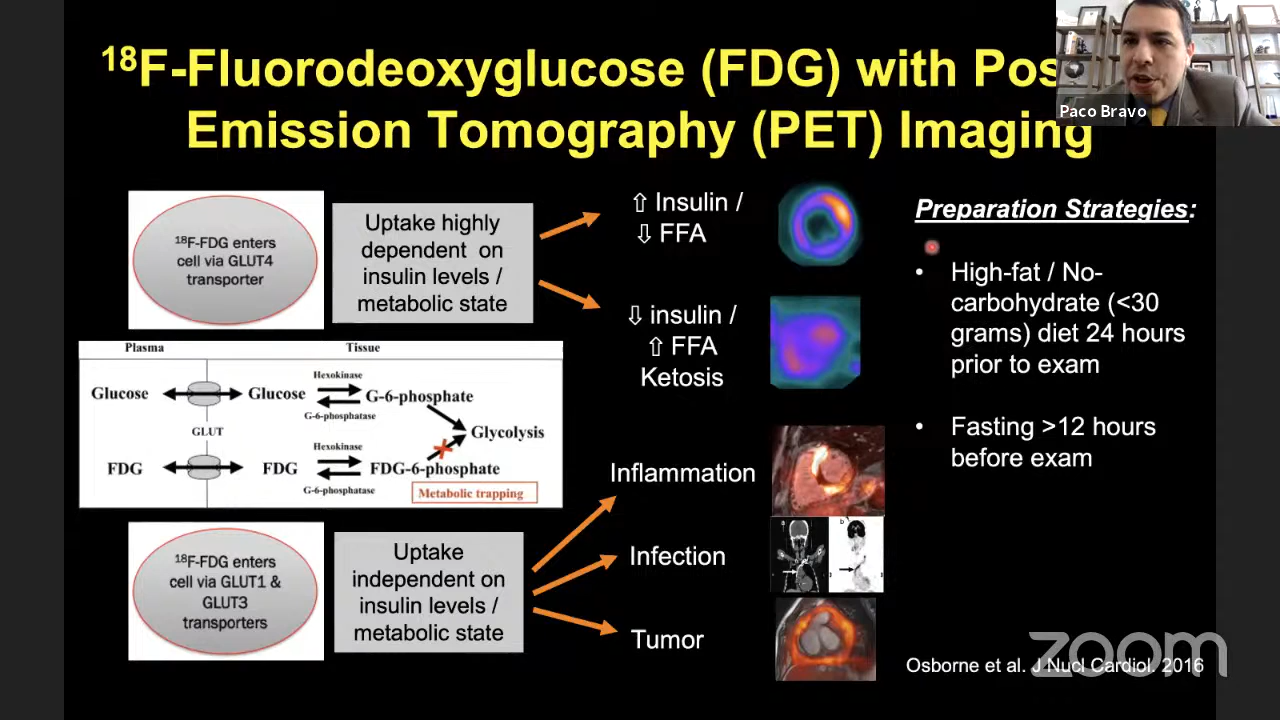 ¹⁸F-Fluorodeoxyglucose (FDG) with Pos
Emission Tomography (PET) Imaging
Paco Bravo
¹⁸F-FDG enters
cell via GLUT4
transporter
Uptake highly
dependent on
insulin levels /
metabolic state
⇧ Insulin /
⇩ FFA
⇩ insulin /
⇧ FFA
Ketosis
Preparation Strategies:
• High-fat / No-
carbohydrate (<30
grams) diet 24 hours
prior to exam
• Fasting >12 hours
before exam
Plasma
Tissue
Glucose
Glucose
Hexokinase
G-6-phosphatase
G-6-phosphate
GLUT
Glycolysis
FDG
FDG
Hexokinase
G-6-phosphatase
FDG-6-phosphate
Metabolic trapping
¹⁸F-FDG enters
cell via GLUT1 &
GLUT3
transporters
Uptake
independent on
insulin levels /
metabolic state
Inflammation
Infection
Tumor
a
b
Osborne et al. J Nucl Cardiol. 2016
zoom